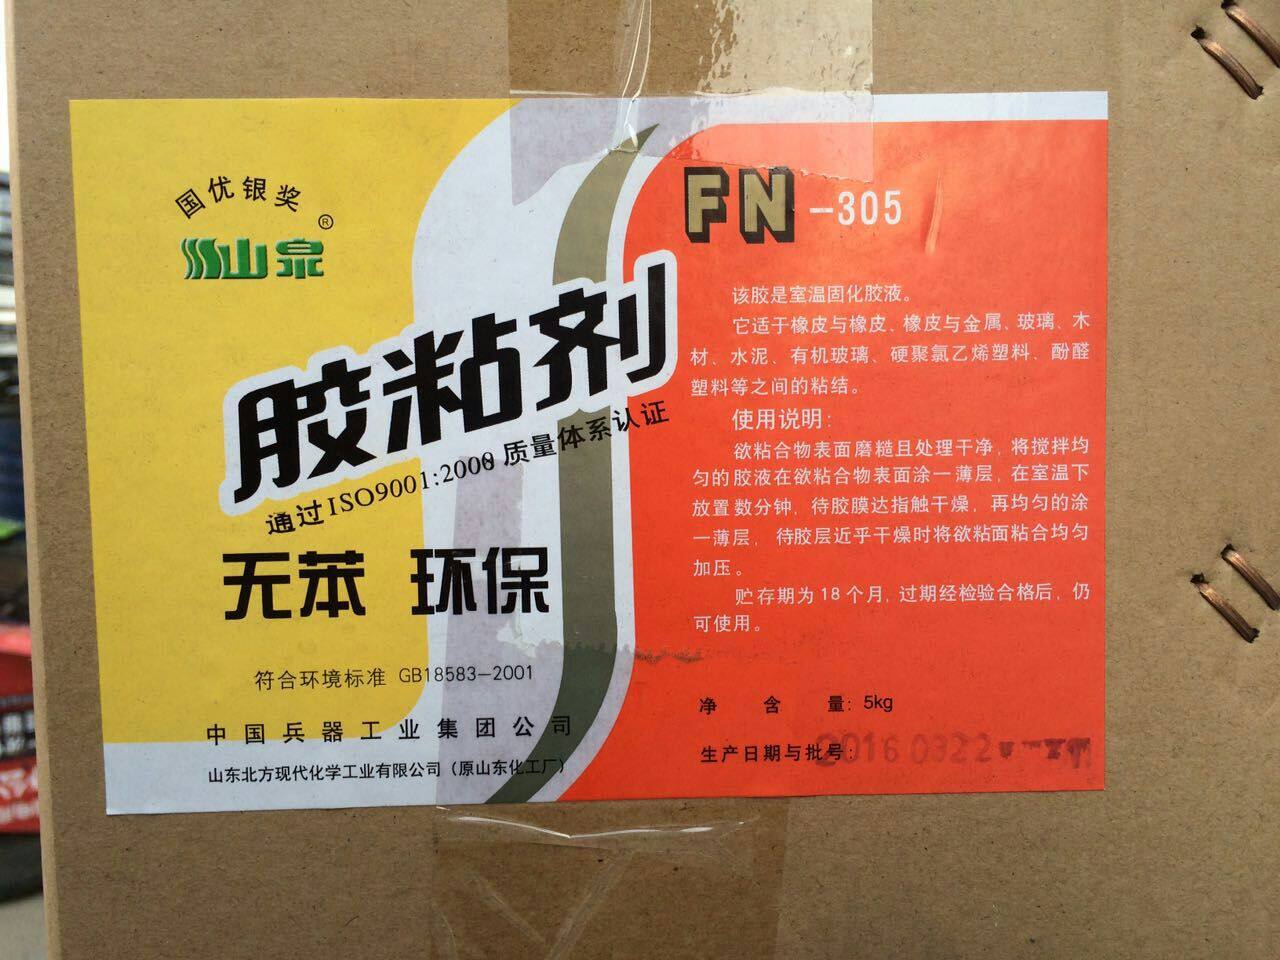 国优银奖
山泉®
胶粘剂
通过ISO9001:2000质量体系认证
无苯 环保
符合环境标准 GB18583-2001
中国兵器工业集团公司
山东北方现代化学工业有限公司（原山东化工厂）
FN-305
该胶是室温固化胶液。
它适于橡皮与橡皮、橡皮与金属、玻璃、木
材、水泥、有机玻璃、硬聚氯乙烯塑料、酚醛
塑料等之间的粘结。
使用说明:
欲粘合物表面磨糙且处理干净，将搅拌均
匀的胶液在欲粘合物表面涂一薄层，在室温下
放置数分钟，待胶膜达指触干燥，再均匀的涂
一薄层，待胶层近乎干燥时将欲粘面粘合均匀
加压。
贮存期为18个月，过期经检验合格后，仍
可使用。
净含量: 5kg
生产日期与批号: 20160322